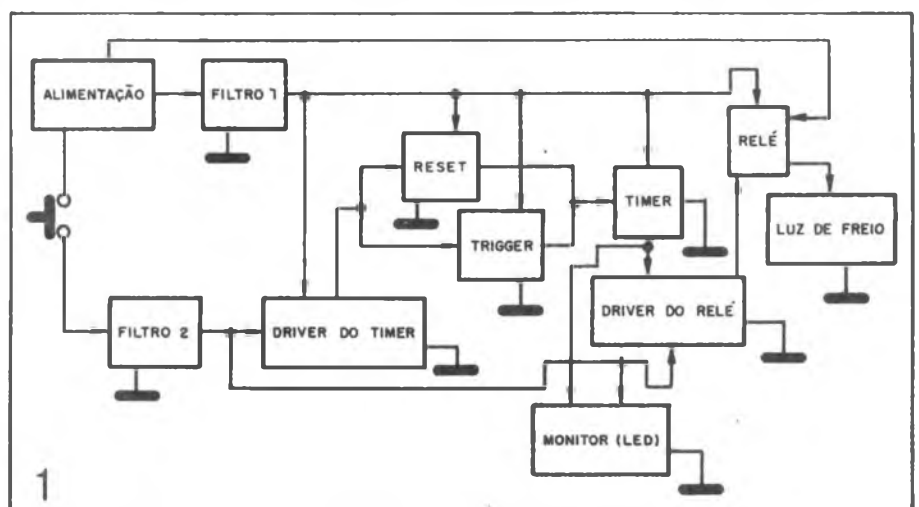 ALIMENTAÇÃO
FILTRO 1
RESET
RELÉ
TIMER
TRIGGER
LUZ DE FREIO
FILTRO 2
DRIVER DO TIMER
DRIVER DO RELÉ
MONITOR (LED)
1